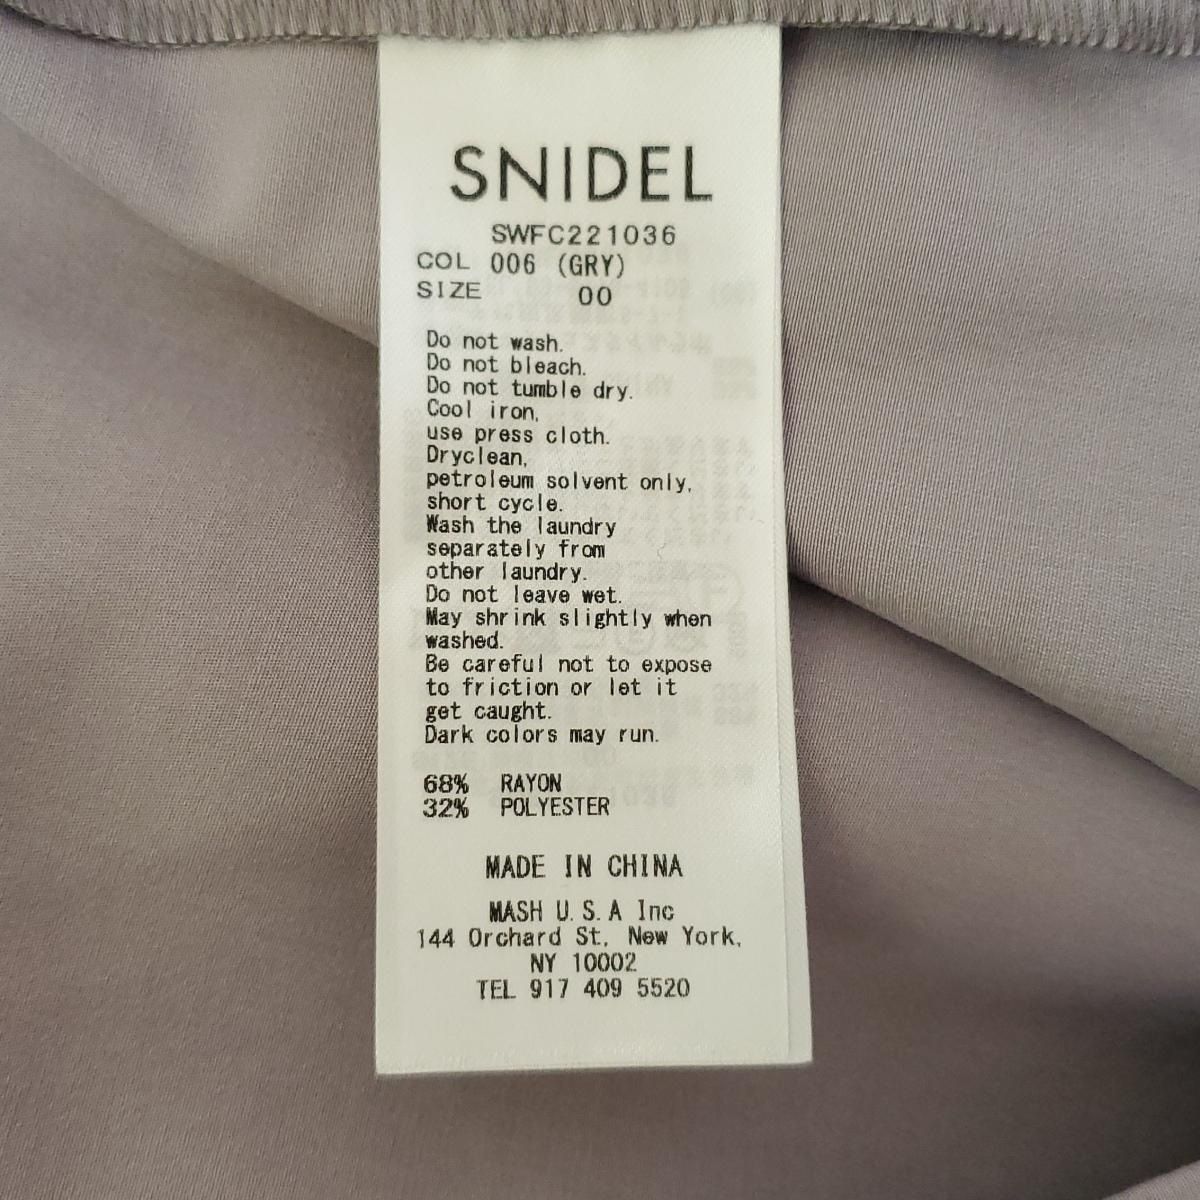 SNIDEL
SWFC221036
COL 006 (GRY)
SIZE 00
Do not wash.
Do not bleach.
Do not tumble dry.
Cool iron,
use press cloth.
Dryclean,
petroleum solvent only,
short cycle.
Wash the laundry
separately from
other laundry.
Do not leave wet.
May shrink slightly when
washed.
Be careful not to expose
to friction or let it
get caught.
Dark colors may run.
68% RAYON
32% POLYESTER
MADE IN CHINA
MASH U.S.A Inc
144 Orchard St, New York,
NY 10002
TEL 917 409 5520